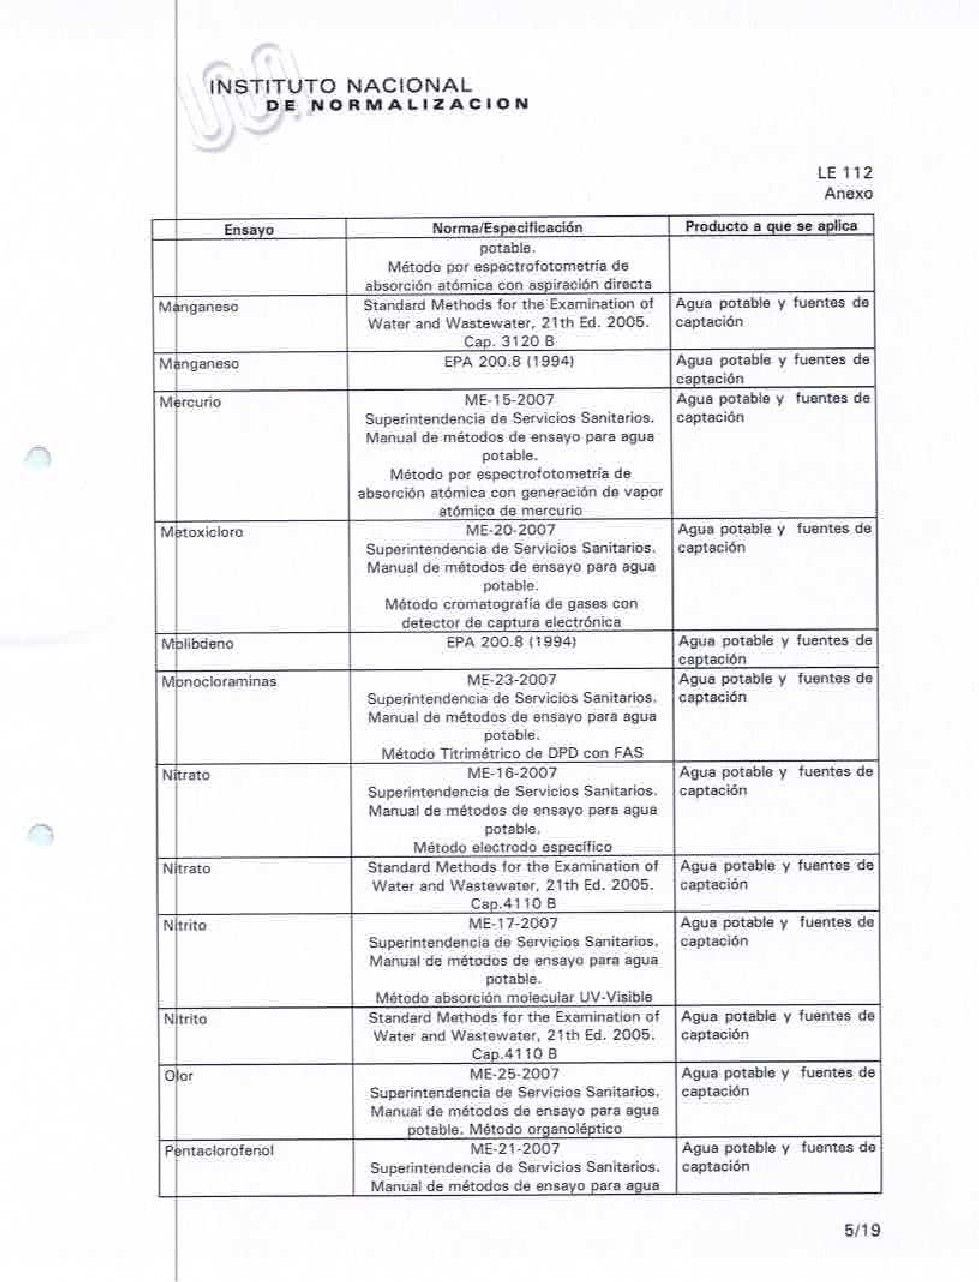 INSTITUTO NACIONAL
DE NORMALIZACION
LE 112
Anexo
Ensayo Norma/Especificación Producto a que se aplica
potable.
Método por espectrofotometría de
absorción atómica con aspiración directa
Manganeso Standard Methods for the Examination of Agua potable y fuentes de
Water and Wastewater, 21th Ed. 2005. captación
Cap. 3120 B
Manganeso EPA 200.8 (1994) Agua potable y fuentes de
captación
Mercurio ME-15-2007 Agua potable y fuentes de
Superintendencia de Servicios Sanitarios. captación
Manual de métodos de ensayo para agua
potable.
Método por espectrofotometría de
absorción atómica con generación de vapor
atómico de mercurio
Metoxicloro ME-20-2007 Agua potable y fuentes de
Superintendencia de Servicios Sanitarios. captación
Manual de métodos de ensayo para agua
potable.
Método cromatografía de gases con
detector de captura electrónica
Molibdeno EPA 200.8 (1994) Agua potable y fuentes de
captación
Monocloraminas ME-23-2007 Agua potable y fuentes de
Superintendencia de Servicios Sanitarios. captación
Manual de métodos de ensayo para agua
potable.
Método Titrimétrico de DPD con FAS
Nitrato ME-16-2007 Agua potable y fuentes de
Superintendencia de Servicios Sanitarios. captación
Manual de métodos de ensayo para agua
potable.
Método electrodo específico
Nitrato Standard Methods for the Examination of Agua potable y fuentes de
Water and Wastewater, 21th Ed. 2005. captación
Cap.4110 B
Nitrito ME-17-2007 Agua potable y fuentes de
Superintendencia de Servicios Sanitarios. captación
Manual de métodos de ensayo para agua
potable.
Método absorción molecular UV-Visible
Nitrito Standard Methods for the Examination of Agua potable y fuentes de
Water and Wastewater, 21th Ed. 2005. captación
Cap.4110 B
Olor ME-25-2007 Agua potable y fuentes de
Superintendencia de Servicios Sanitarios. captación
Manual de métodos de ensayo para agua
potable. Método organoléptico
Pentaclorofenol ME-21-2007 Agua potable y fuentes de
Superintendencia de Servicios Sanitarios. captación
Manual de métodos de ensayo para agua
5/19